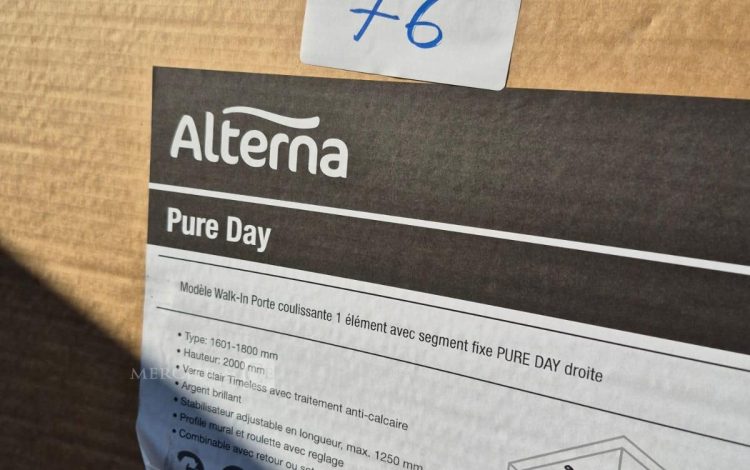 76
Alterna
Pure Day
Modèle Walk-In Porte coulissante 1 élément avec segment fixe PURE DAY droite
• Type: 1601-1800 mm
• Hauteur: 2000 mm
• Verre clair Timeless avec traitement anti-calcaire
• Argent brillant
• Stabilisateur adjustable en longueur, max. 1250 mm
• Profile mural et roulette avec reglage
• Combinable avec retour ou